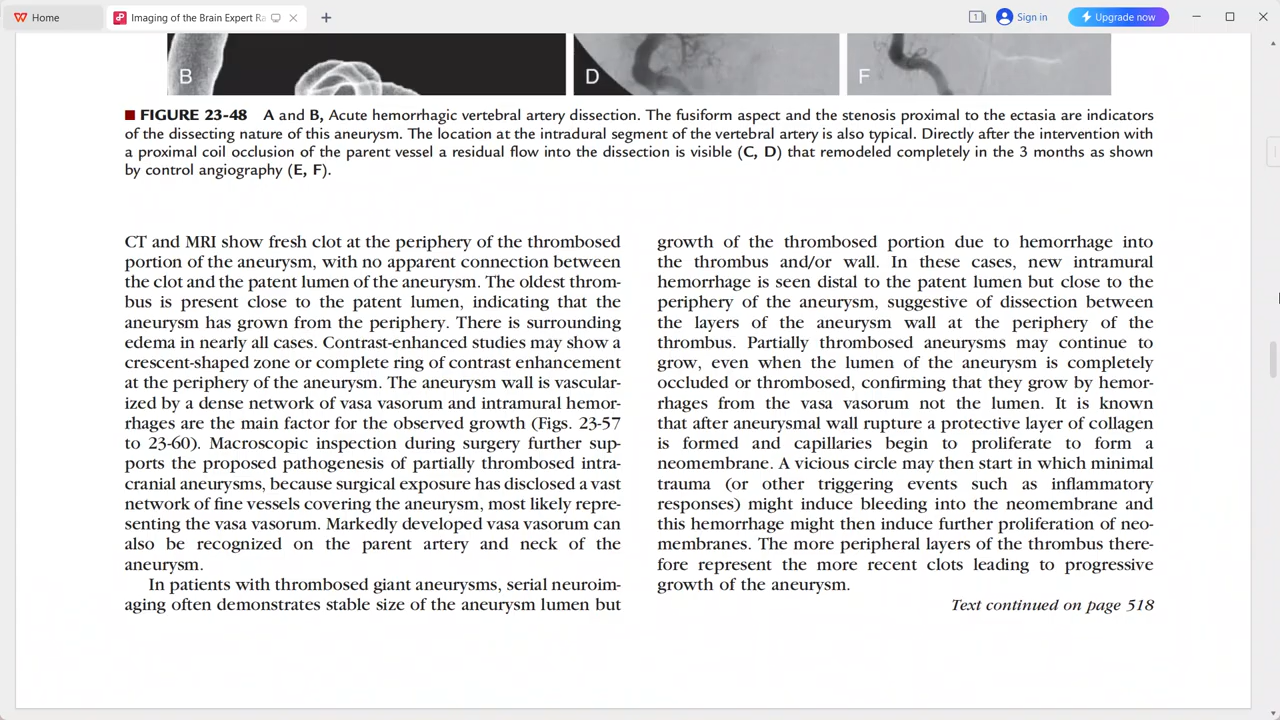 Home
Imaging of the Brain Expert Ra
1
Sign in
Upgrade now
B
D
F
FIGURE 23-48 A and B, Acute hemorrhagic vertebral artery dissection. The fusiform aspect and the stenosis proximal to the ectasia are indicators
of the dissecting nature of this aneurysm. The location at the intradural segment of the vertebral artery is also typical. Directly after the intervention with
a proximal coil occlusion of the parent vessel a residual flow into the dissection is visible (C, D) that remodeled completely in the 3 months as shown
by control angiography (E, F).
CT and MRI show fresh clot at the periphery of the thrombosed
portion of the aneurysm, with no apparent connection between
the clot and the patent lumen of the aneurysm. The oldest throm-
bus is present close to the patent lumen, indicating that the
aneurysm has grown from the periphery. There is surrounding
edema in nearly all cases. Contrast-enhanced studies may show a
crescent-shaped zone or complete ring of contrast enhancement
at the periphery of the aneurysm. The aneurysm wall is vascular-
ized by a dense network of vasa vasorum and intramural hemor-
rhages are the main factor for the observed growth (Figs. 23-57
to 23-60). Macroscopic inspection during surgery further sup-
ports the proposed pathogenesis of partially thrombosed intra-
cranial aneurysms, because surgical exposure has disclosed a vast
network of fine vessels covering the aneurysm, most likely repre-
senting the vasa vasorum. Markedly developed vasa vasorum can
also be recognized on the parent artery and neck of the
aneurysm.
In patients with thrombosed giant aneurysms, serial neuroim-
aging often demonstrates stable size of the aneurysm lumen but
growth of the thrombosed portion due to hemorrhage into
the thrombus and/or wall. In these cases, new intramural
hemorrhage is seen distal to the patent lumen but close to the
periphery of the aneurysm, suggestive of dissection between
the layers of the aneurysm wall at the periphery of the
thrombus. Partially thrombosed aneurysms may continue to
grow, even when the lumen of the aneurysm is completely
occluded or thrombosed, confirming that they grow by hemor-
rhages from the vasa vasorum not the lumen. It is known
that after aneurysmal wall rupture a protective layer of collagen
is formed and capillaries begin to proliferate to form a
neomembrane. A vicious circle may then start in which minimal
trauma (or other triggering events such as inflammatory
responses) might induce bleeding into the neomembrane and
this hemorrhage might then induce further proliferation of neo-
membranes. The more peripheral layers of the thrombus there-
fore represent the more recent clots leading to progressive
growth of the aneurysm.
Text continued on page 518